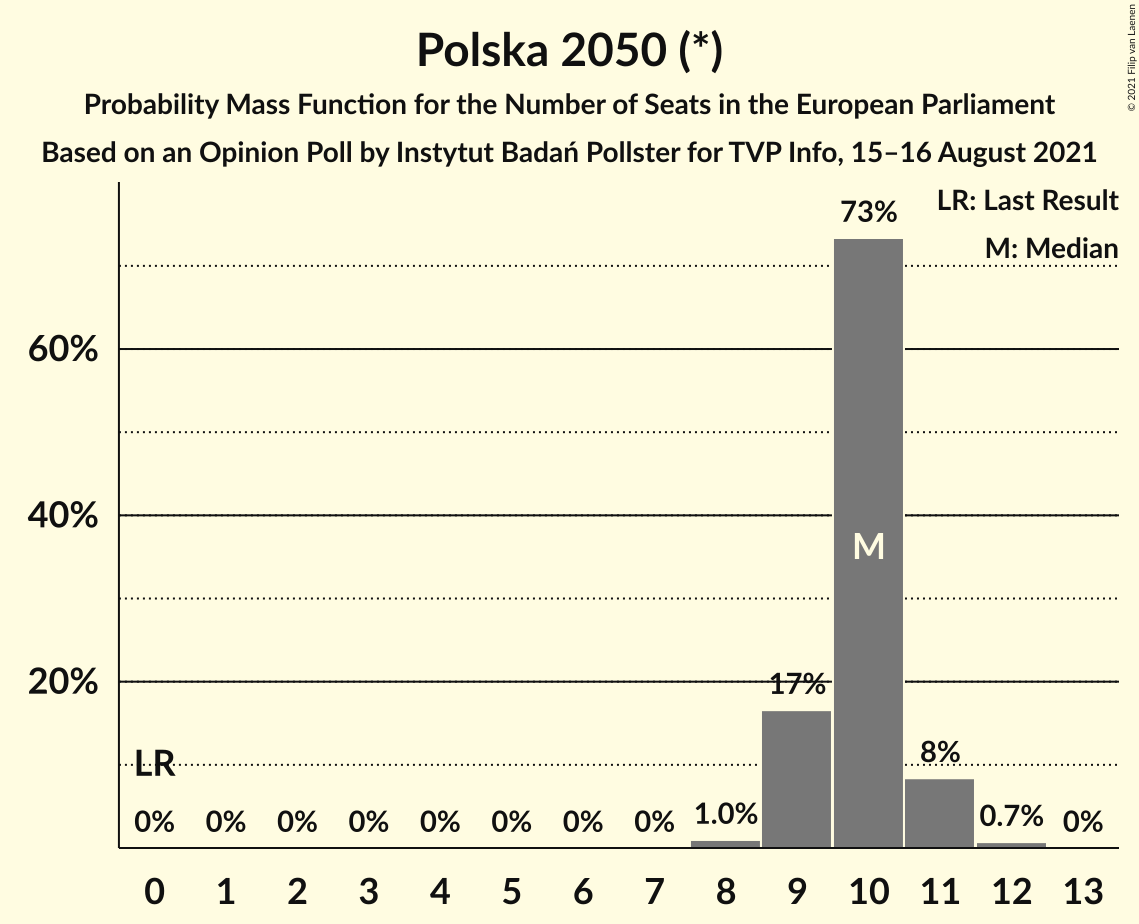 Polska 2050 (*)
Probability Mass Function for the Number of Seats in the European Parliament
Based on an Opinion Poll by Instytut Badań Pollster for TVP Info, 15–16 August 2021
© 2021 Filip van Laenen
LR: Last Result
M: Median
60%
40%
20%
LR
M
0% 0% 0% 0% 0% 0% 0% 0% 1.0% 17% 73% 8% 0.7% 0%
0 1 2 3 4 5 6 7 8 9 10 11 12 13